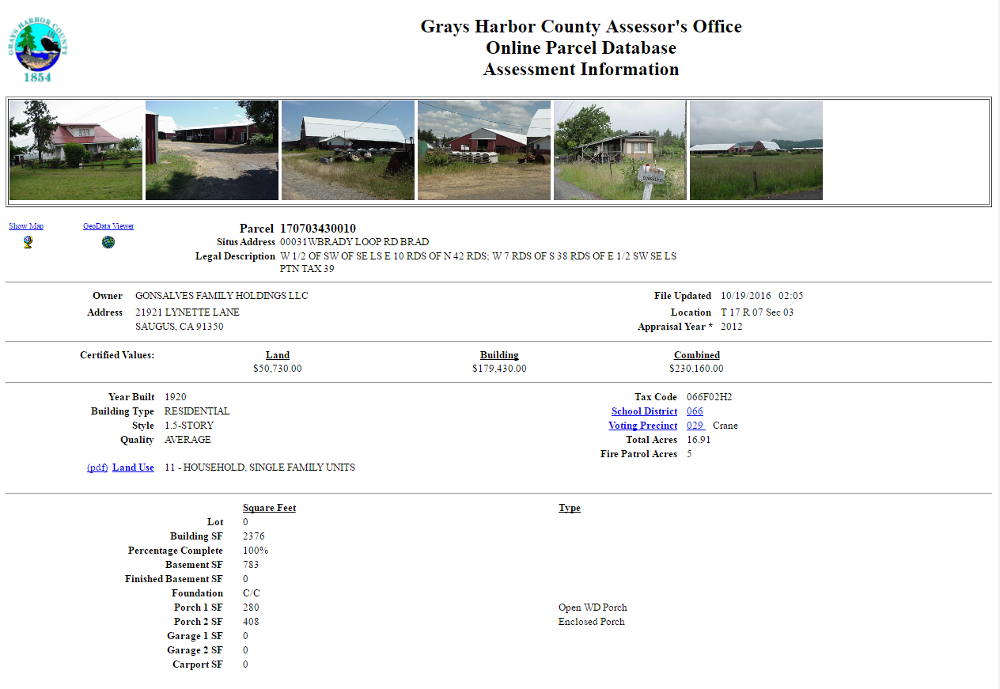 GRAYS HARBOR COUNTY
1854
Grays Harbor County Assessor's Office
Online Parcel Database
Assessment Information
Show Map GeoData Viewer
Parcel 170703430010
Situs Address 00031WBRADY LOOP RD BRAD
Legal Description W 1/2 OF SW OF SE LS E 10 RDS OF N 42 RDS; W 7 RDS OF S 38 RDS OF E 1/2 SW SE LS
PTN TAX 39
Owner GONSALVES FAMILY HOLDINGS LLC File Updated 10/19/2016 02:05
Address 21921 LYNETTE LANE Location T 17 R 07 Sec 03
SAUGUS, CA 91350 Appraisal Year * 2012
Certified Values: Land Building Combined
$50,730.00 $179,430.00 $230,160.00
Year Built 1920 Tax Code 066F02H2
Building Type RESIDENTIAL School District 066
Style 1.5-STORY Voting Precinct 029 Crane
Quality AVERAGE Total Acres 16.91
Fire Patrol Acres 5
(pdf) Land Use 11 - HOUSEHOLD, SINGLE FAMILY UNITS
Square Feet Type
Lot 0
Building SF 2376
Percentage Complete 100%
Basement SF 783
Finished Basement SF 0
Foundation C/C
Porch 1 SF 280 Open WD Porch
Porch 2 SF 408 Enclosed Porch
Garage 1 SF 0
Garage 2 SF 0
Carport SF 0